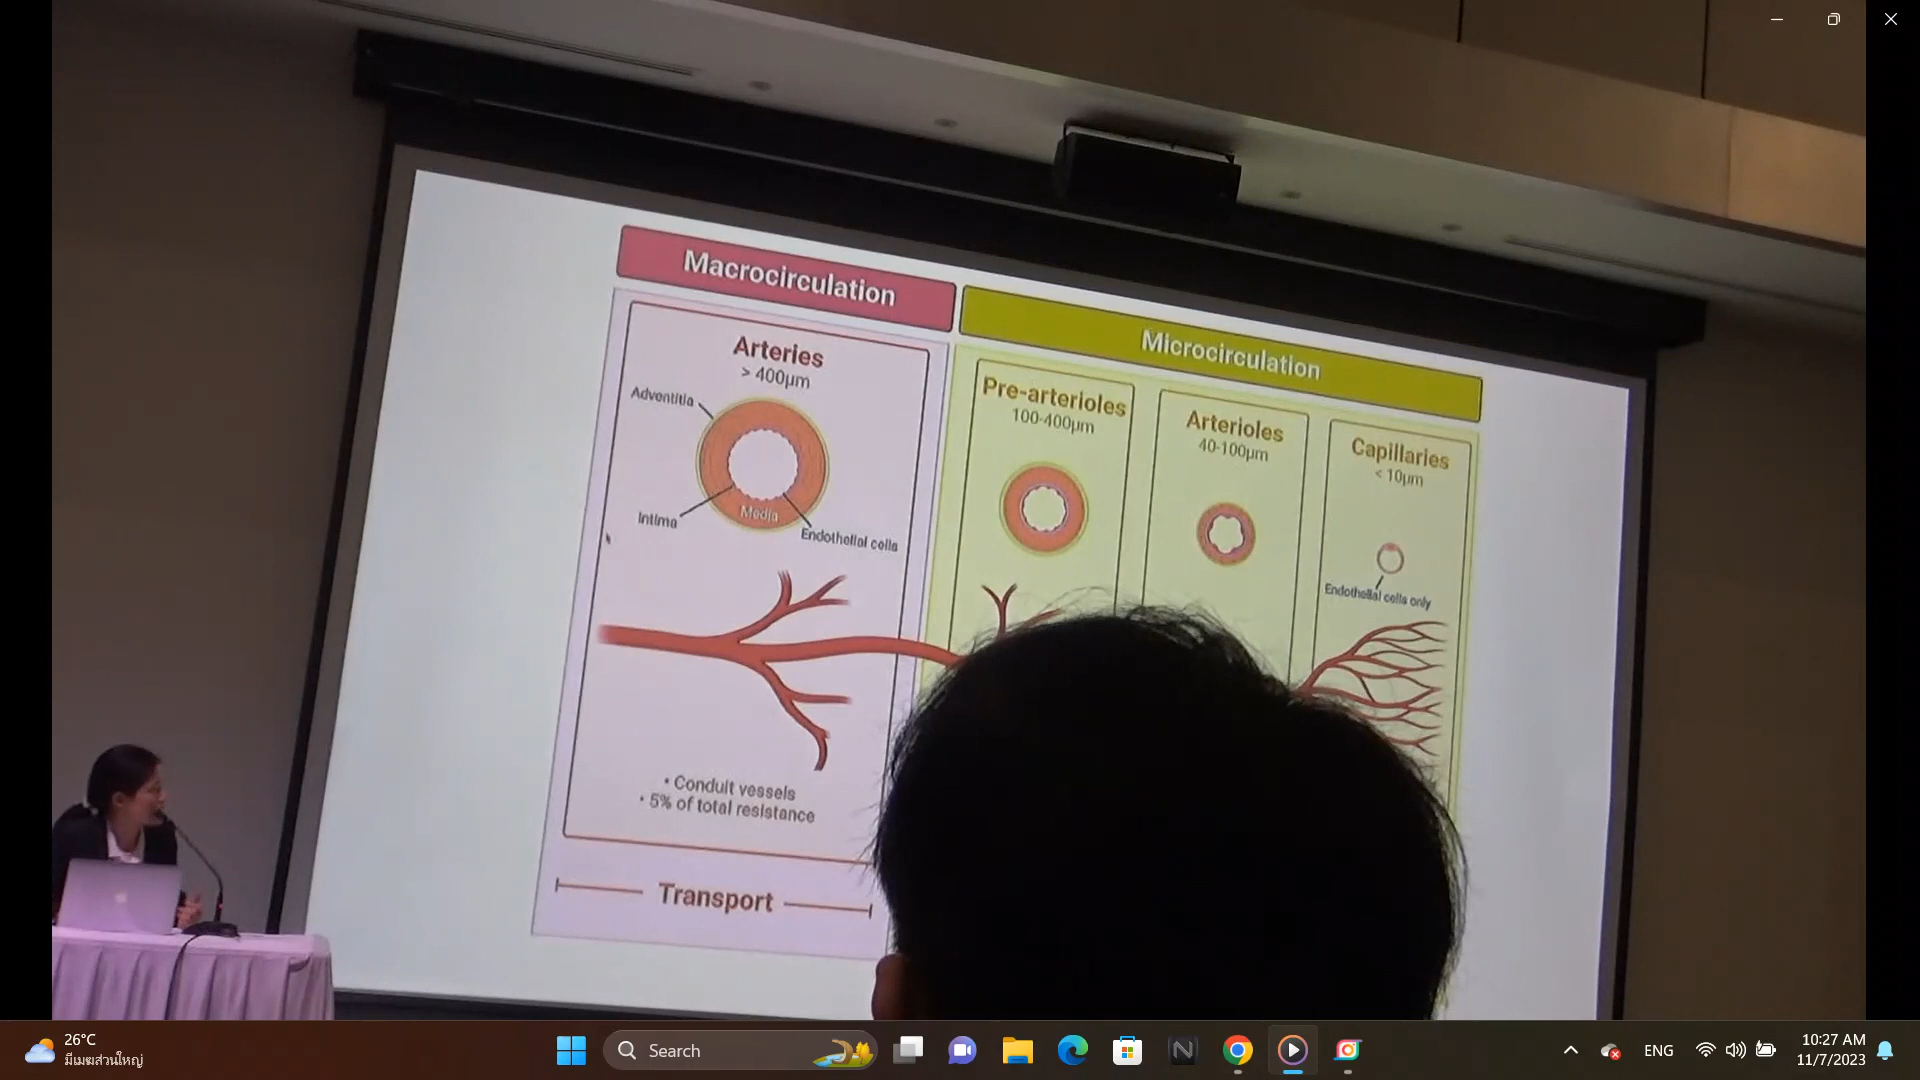 Macrocirculation
Microcirculation
Arteries
> 400µm
Adventitia
Intima
Media
Endothelial cells
Pre-arterioles
100-400µm
Arterioles
40-100µm
Capillaries
< 10µm
Endothelial cells only
• Conduit vessels
• 5% of total resistance
Transport
26°C
มีเมฆส่วนใหญ่
Search
ENG
10:27 AM
11/7/2023